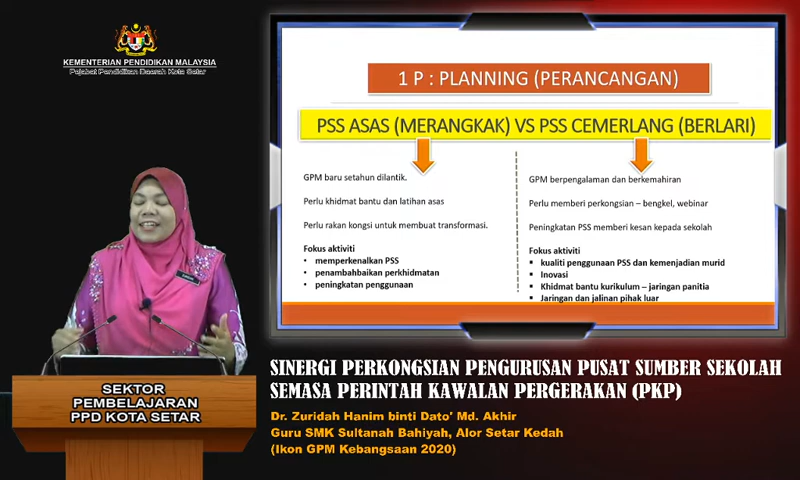 KEMENTERIAN PENDIDIKAN MALAYSIA
Pejabat Pendidikan Daerah Kota Setar
1 P : PLANNING (PERANCANGAN)
PSS ASAS (MERANGKAK) VS PSS CEMERLANG (BERLARI)
GPM baru setahun dilantik.
Perlu khidmat bantu dan latihan asas
Perlu rakan kongsi untuk membuat transformasi.
Fokus aktiviti
• memperkenalkan PSS
• penambahbaikan perkhidmatan
• peningkatan penggunaan
GPM berpengalaman dan berkemahiran
Perlu memberi perkongsian – bengkel, webinar
Peningkatan PSS memberi kesan kepada sekolah
Fokus aktiviti
▪ kualiti penggunaan PSS dan kemenjadian murid
▪ Inovasi
▪ Khidmat bantu kurikulum – jaringan panitia
▪ Jaringan dan jalinan pihak luar
SEKTOR
PEMBELAJARAN
PPD KOTA SETAR
SINERGI PERKONGSIAN PENGURUSAN PUSAT SUMBER SEKOLAH
SEMASA PERINTAH KAWALAN PERGERAKAN (PKP)
Dr. Zuridah Hanim binti Dato' Md. Akhir
Guru SMK Sultanah Bahiyah, Alor Setar Kedah
(Ikon GPM Kebangsaan 2020)